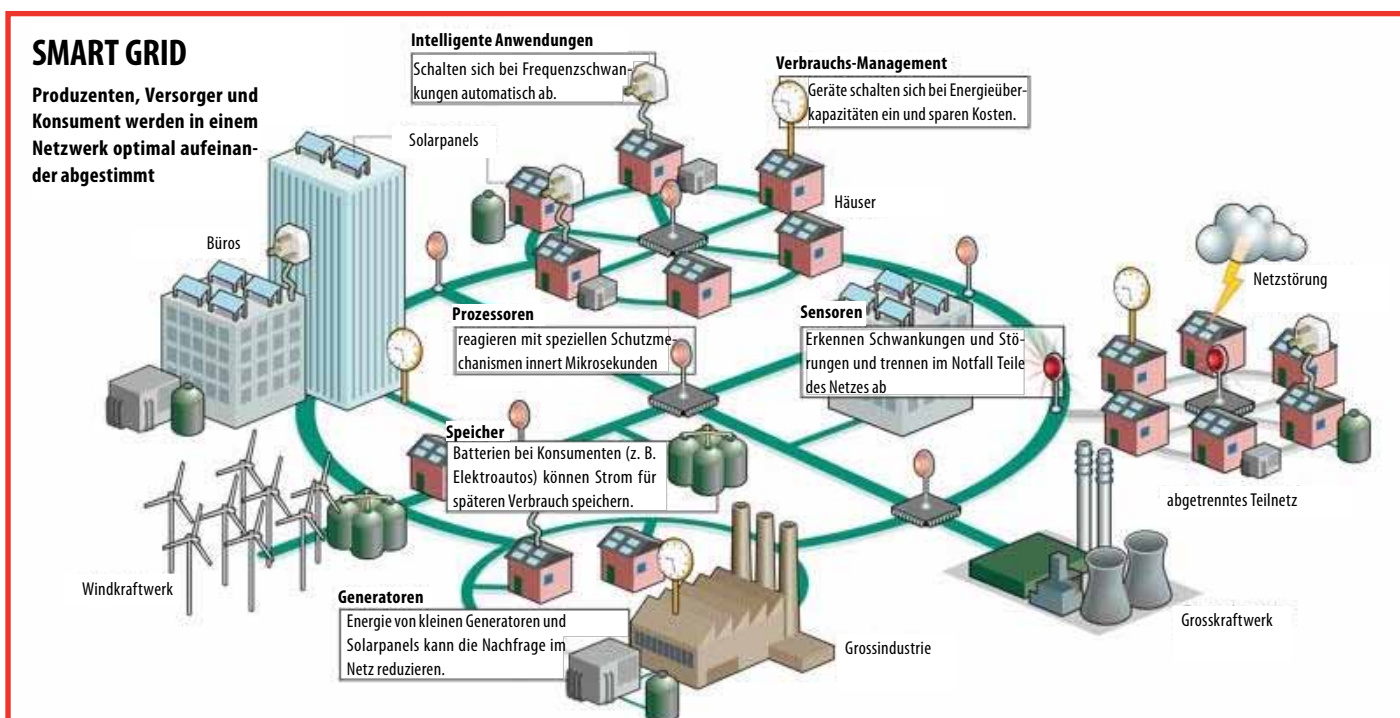 SMART GRID
Produzenten, Versorger und
Konsument werden in einem
Netzwerk optimal aufeinan-
der abgestimmt
Intelligente Anwendungen
Schalten sich bei Frequenzschwan-
kungen automatisch ab.
Verbrauchs-Management
Geräte schalten sich bei Energieüber-
kapazitäten ein und sparen Kosten.
Solarpanels
Häuser
Büros
Netzstörung
Prozessoren
reagieren mit speziellen Schutzme-
chanismen innert Mikrosekunden
Sensoren
Erkennen Schwankungen und Stö-
rungen und trennen im Notfall Teile
des Netzes ab
Speicher
Batterien bei Konsumenten (z. B.
Elektroautos) können Strom für
späteren Verbrauch speichern.
abgetrenntes Teilnetz
Windkraftwerk
Generatoren
Energie von kleinen Generatoren und
Solarpanels kann die Nachfrage im
Netz reduzieren.
Grossindustrie
Grosskraftwerk